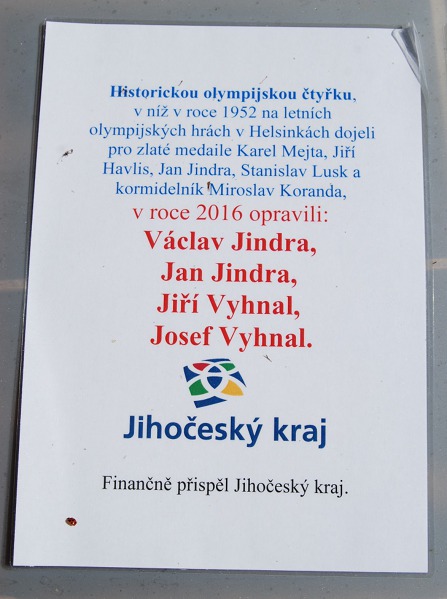 Historickou olympijskou čtyřku,
v níž v roce 1952 na letních
olympijských hrách v Helsinkách dojeli
pro zlaté medaile Karel Mejta, Jiří
Havlis, Jan Jindra, Stanislav Lusk a
kormidelník Miroslav Koranda,
v roce 2016 opravili:
Václav Jindra,
Jan Jindra,
Jiří Vyhnal,
Josef Vyhnal.
Jihočeský kraj
Finančně přispěl Jihočeský kraj.